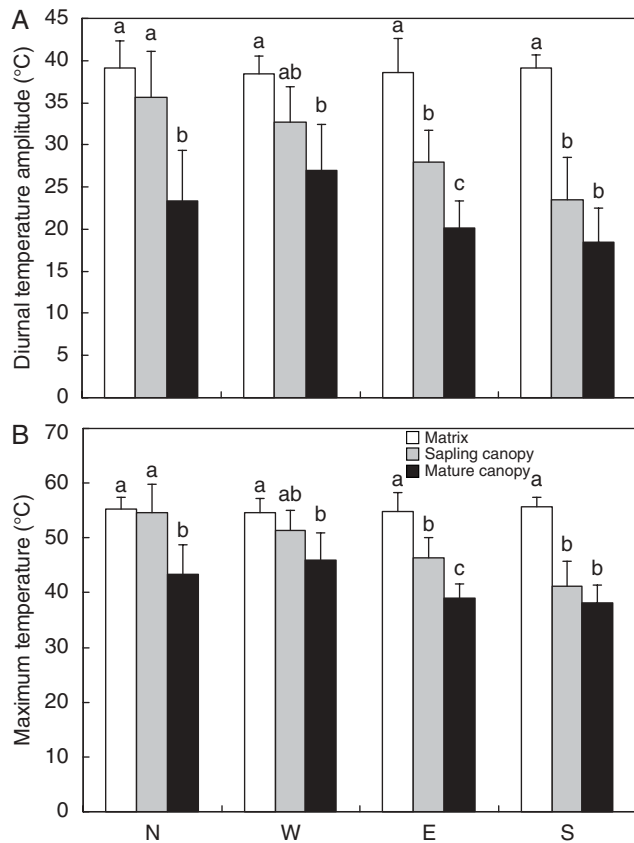 A
Diurnal temperature amplitude (°C)
45
40
35
30
25
20
15
10
5
0
a a b
a ab b
a b c
a b b
B
Maximum temperature (°C)
70
60
50
40
30
20
10
0
Matrix
Sapling canopy
Mature canopy
a a b
a ab b
a b c
a b b
N W E S